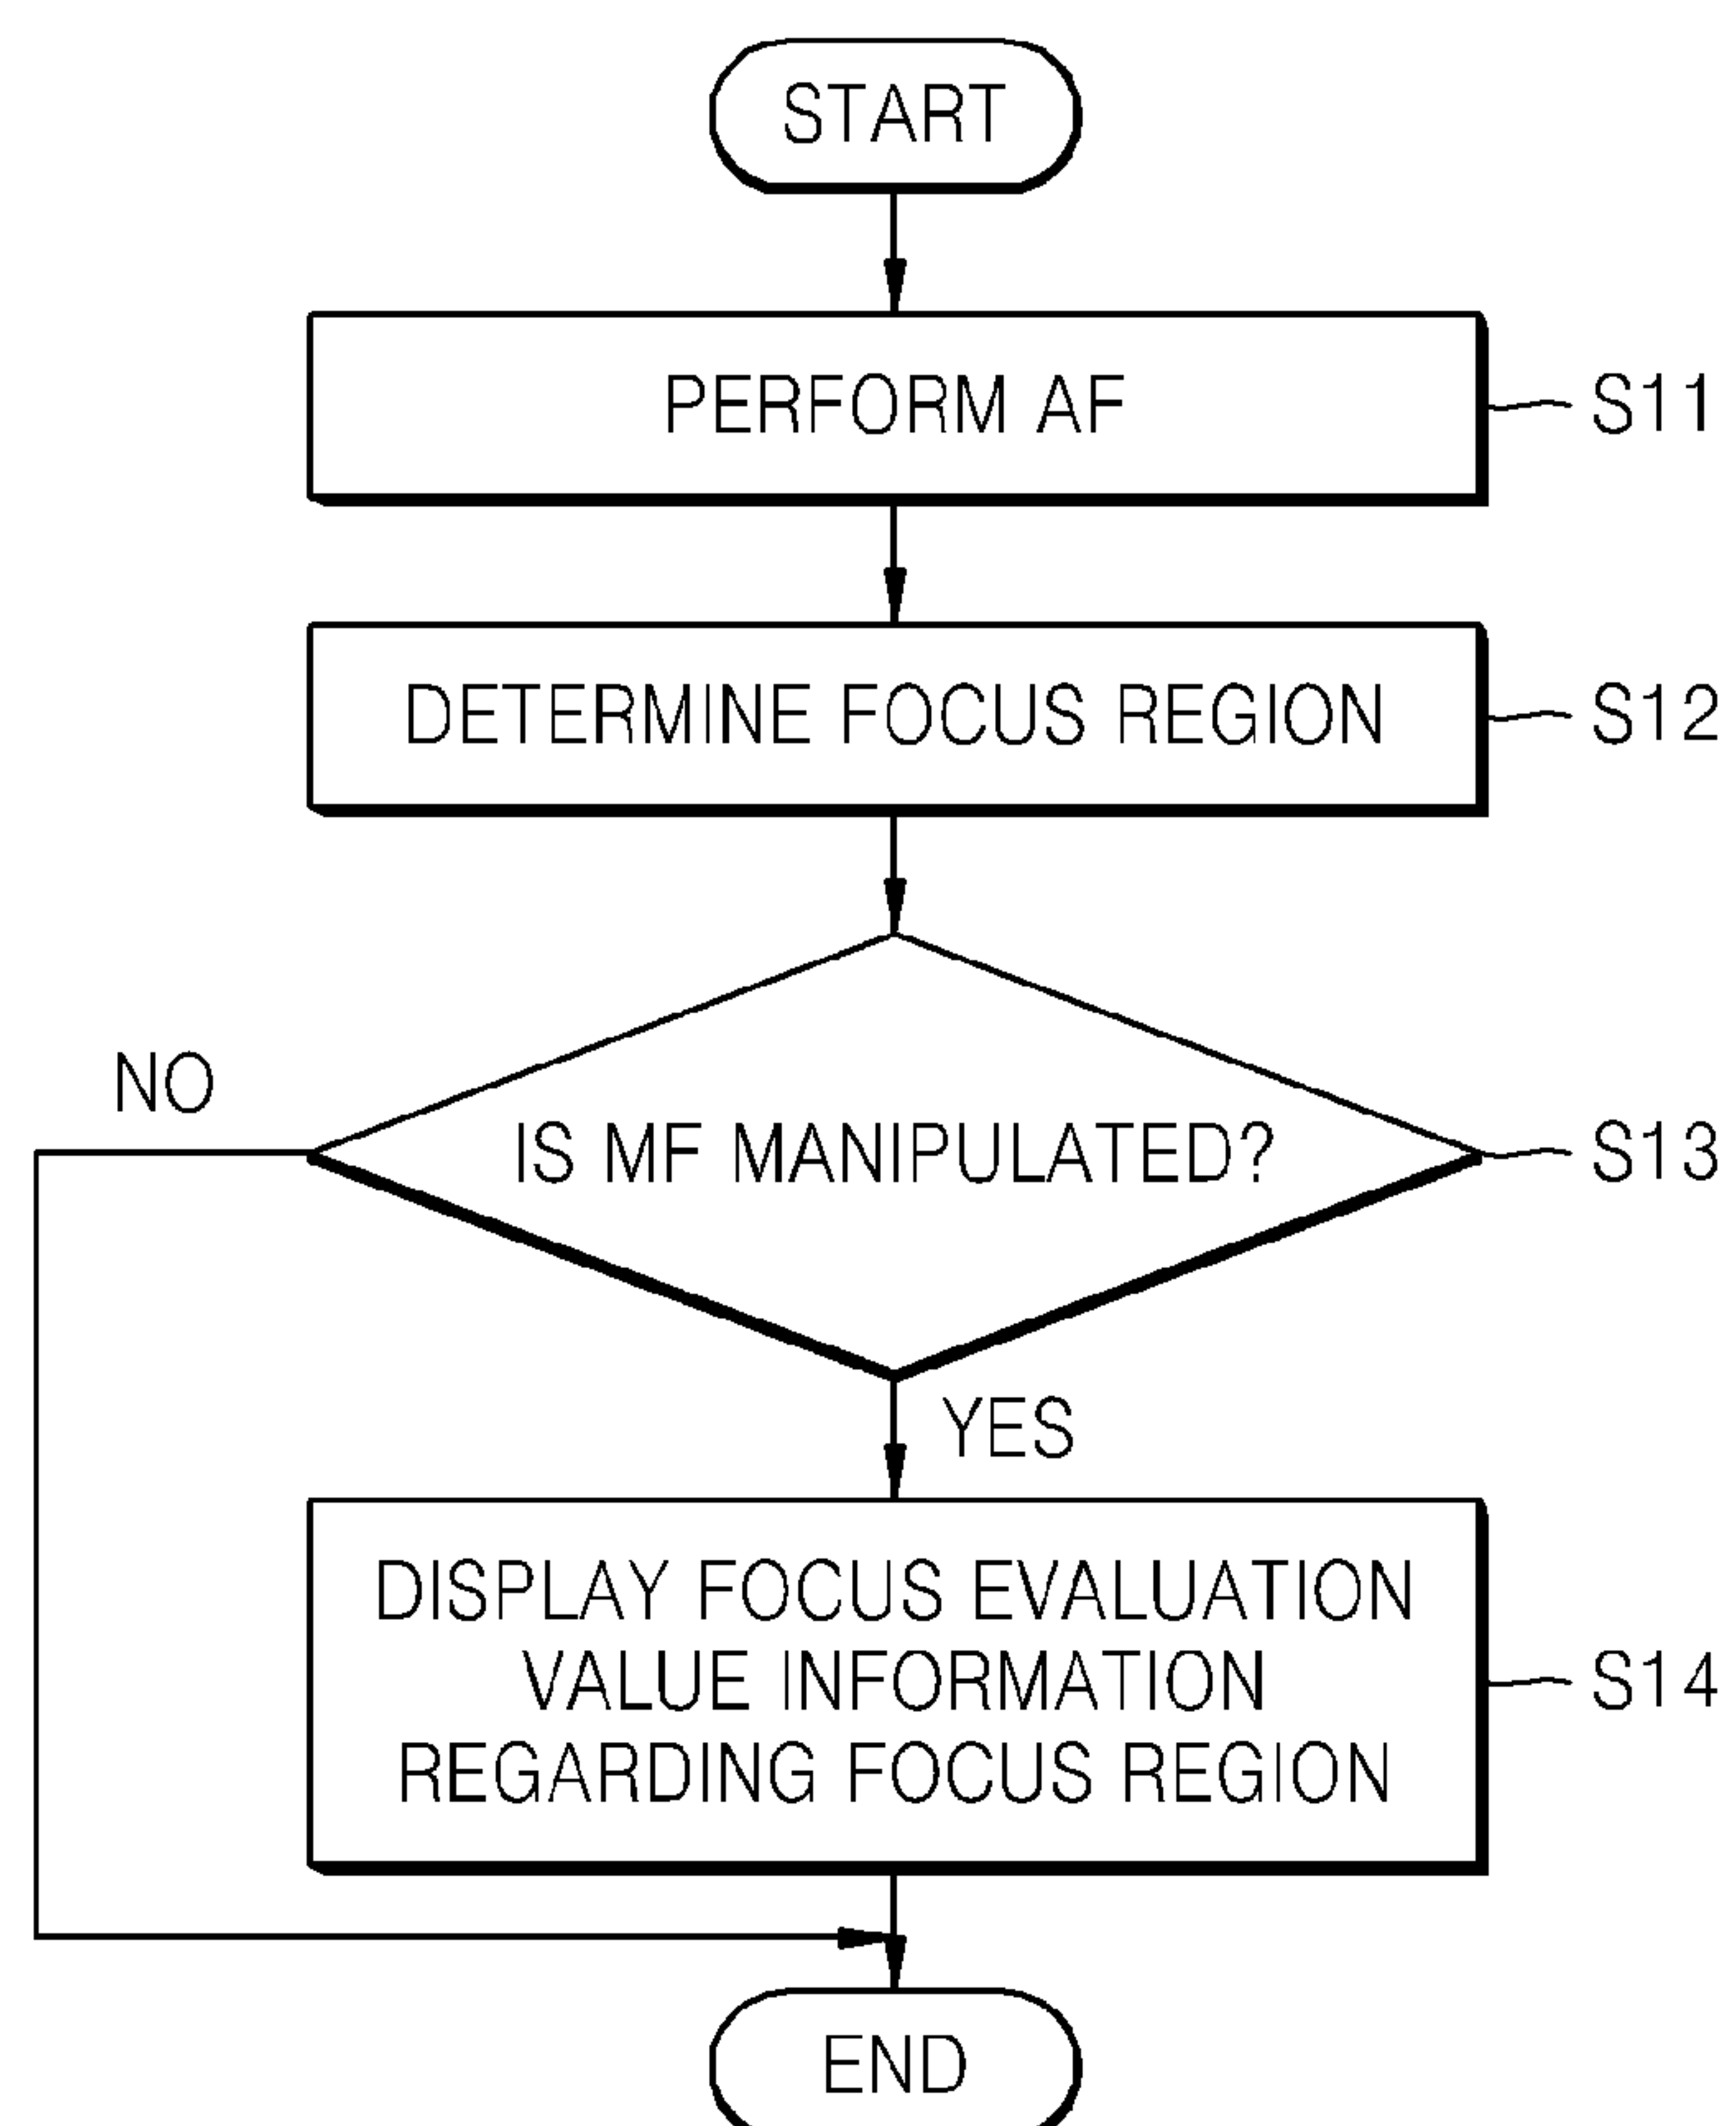 START
PERFORM AF
S11
DETERMINE FOCUS REGION
S12
NO
IS MF MANIPULATED?
S13
YES
DISPLAY FOCUS EVALUATION
VALUE INFORMATION
REGARDING FOCUS REGION
S14
END